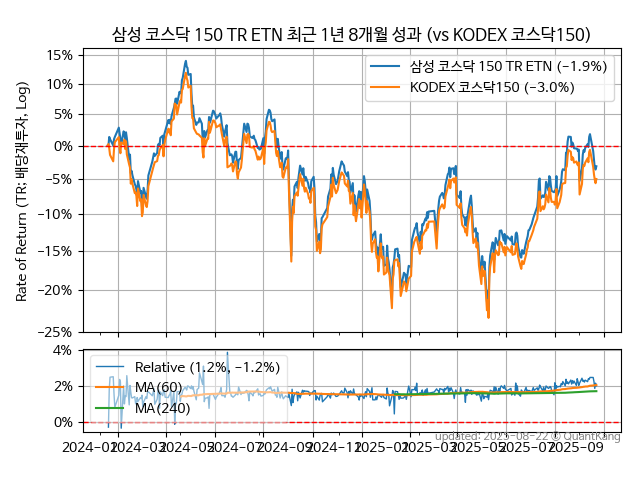 삼성 코스닥 150 TR ETN 최근 1년 8개월 성과 (vs KODEX 코스닥150)
Rate of Return (TR: 배당재투자, Log)
15%
10%
5%
0%
−5%
−10%
−15%
−20%
−25%
삼성 코스닥 150 TR ETN (−1.9%)
KODEX 코스닥150 (−3.0%)
4%
2%
0%
Relative (1.2%, −1.2%)
MA(60)
MA(240)
2024-01 2024-03 2024-05 2024-07 2024-09 2024-11 2025-01 2025-03 2025-05 2025-07 2025-09
updated: 2025-08-22 © QuantKang